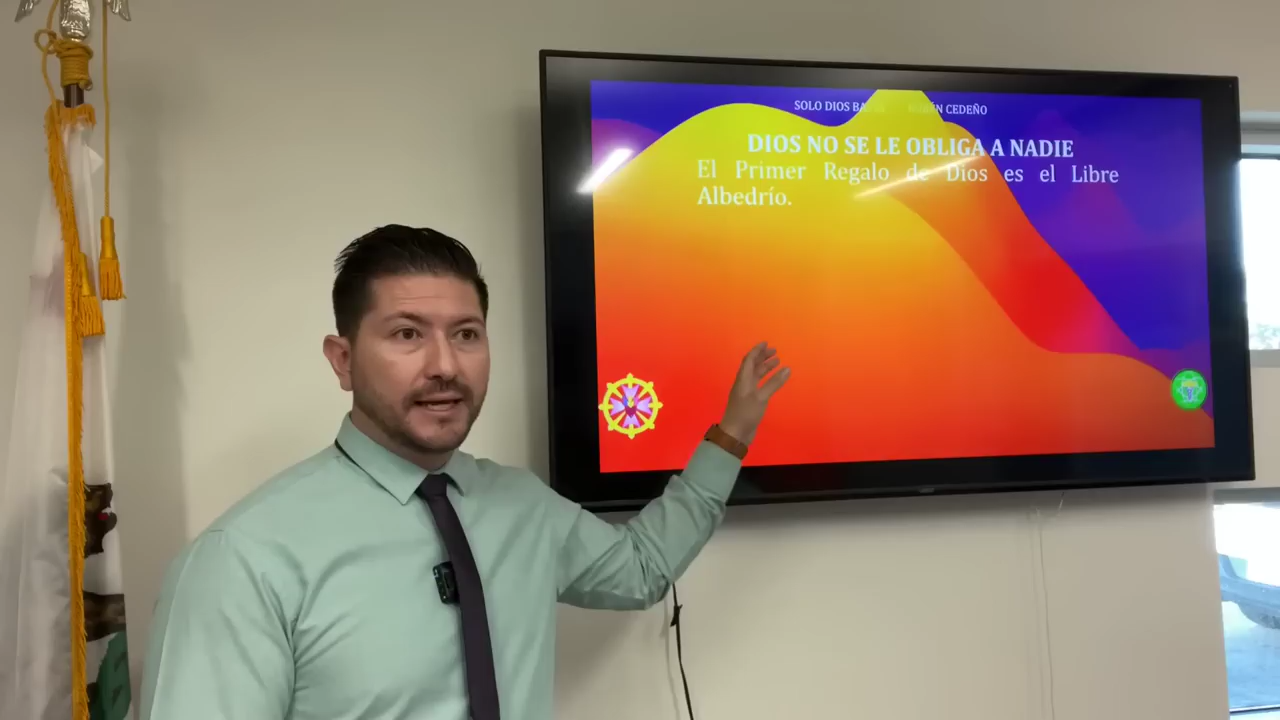 SOLO DIOS CEDEÑO
DIOS NO SE LE OBLIGA A NADIE
El Primer Regalo de Dios es el Libre
Albedrío.